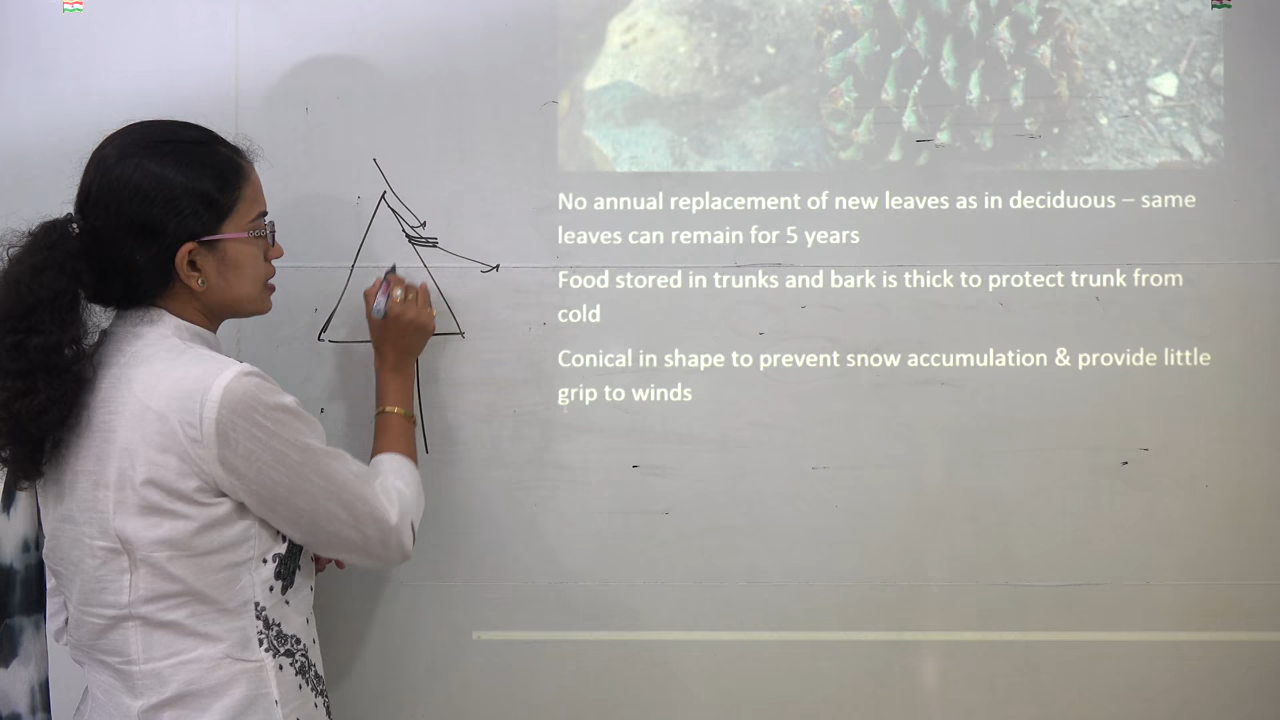 No annual replacement of new leaves as in deciduous – same
leaves can remain for 5 years
Food stored in trunks and bark is thick to protect trunk from
cold
Conical in shape to prevent snow accumulation & provide little
grip to winds